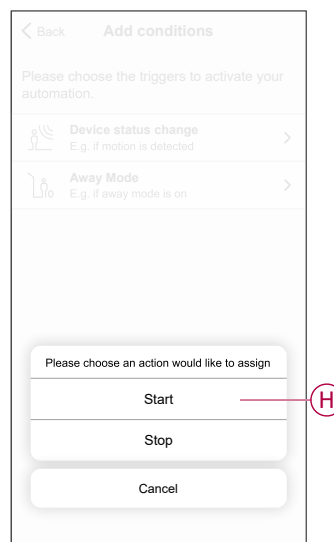 Back
Add conditions
Please choose the triggers to activate your
automation.
Device status change
E.g. if motion is detected
Away Mode
E.g. if away mode is on
Please choose an action would like to assign
Start
H
Stop
Cancel